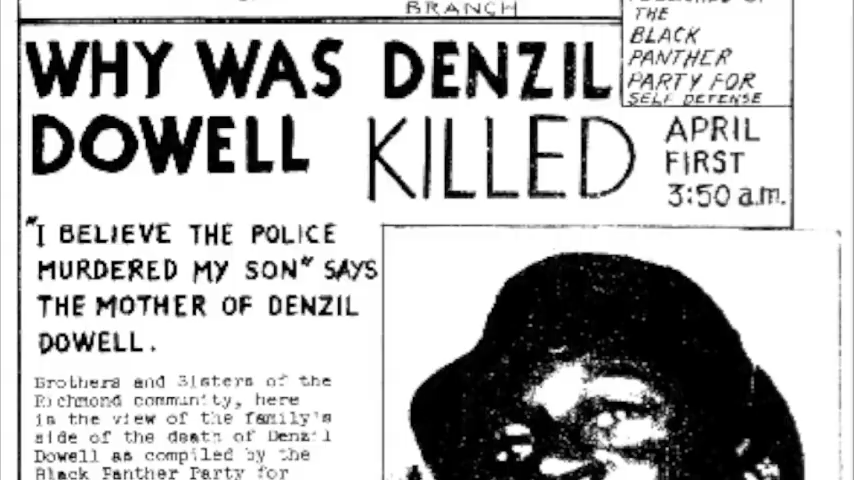 BRANCH
THE
BLACK
PANTHER
PARTY FOR
SELF DEFENSE
WHY WAS DENZIL
DOWELL KILLED
APRIL
FIRST
3:50 a.m.
"I BELIEVE THE POLICE
MURDERED MY SON" SAYS
THE MOTHER OF DENZIL
DOWELL.
Brothers and Sisters of the
Richmond community, here
is the view of the family's
side of the death of Denzil
Dowell as compiled by the
Black Panther Party for